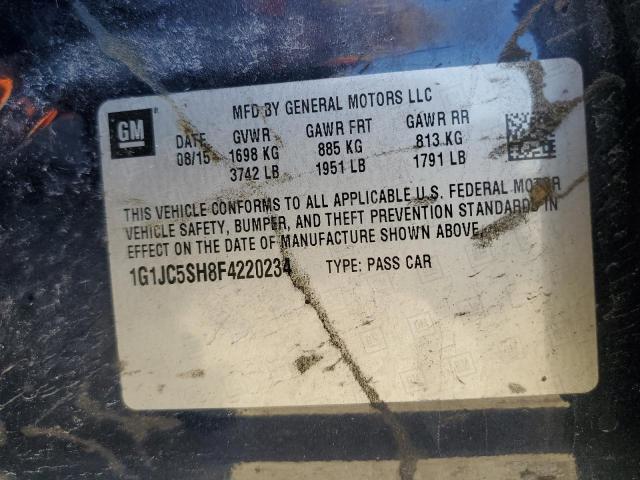 MFD BY GENERAL MOTORS LLC
GM
DATE GVWR GAWR FRT GAWR RR
08/15 1698 KG 885 KG 813 KG
3742 LB 1951 LB 1791 LB
THIS VEHICLE CONFORMS TO ALL APPLICABLE U.S. FEDERAL MOTOR
VEHICLE SAFETY, BUMPER, AND THEFT PREVENTION STANDARDS IN
EFFECT ON THE DATE OF MANUFACTURE SHOWN ABOVE.
1G1JC5SH8F4220234 TYPE: PASS CAR